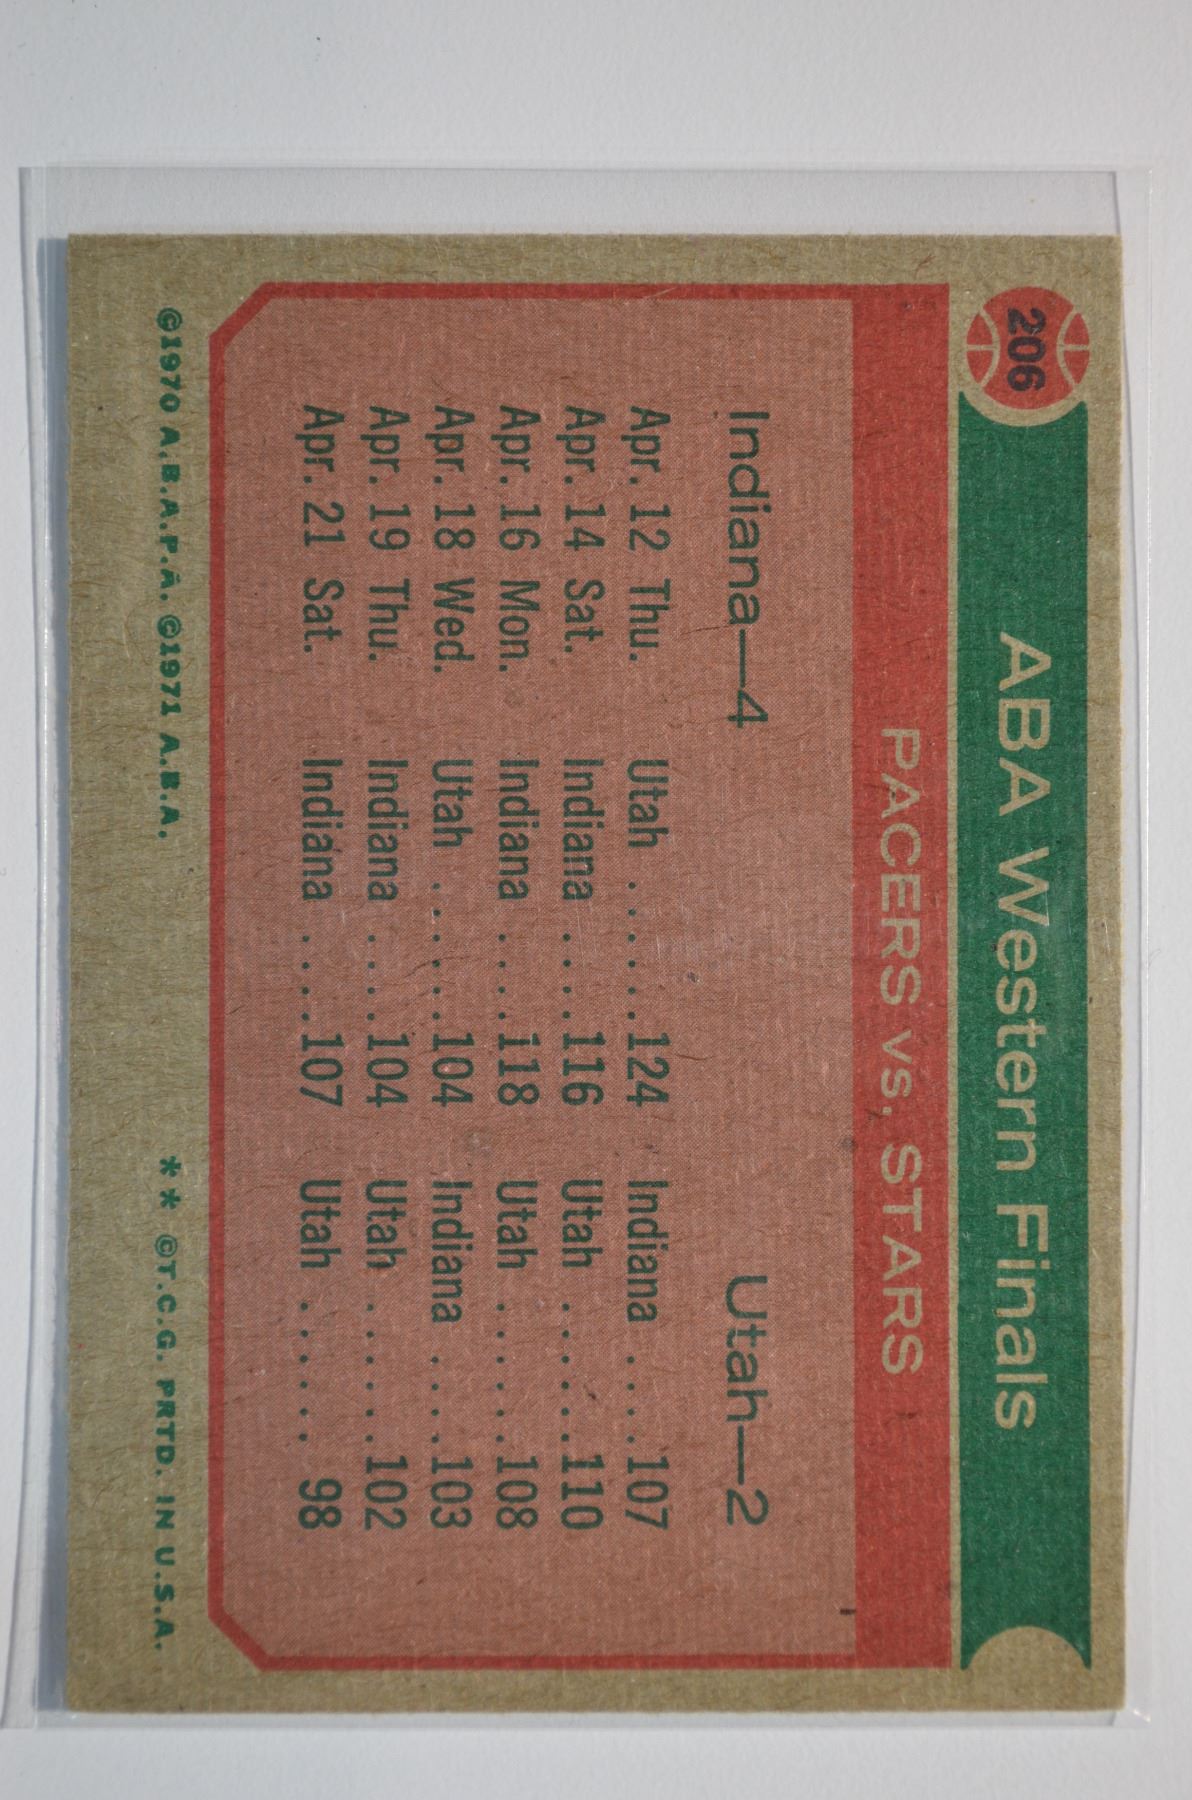 206
ABA Western Finals
PACERS vs. STARS
Indiana—4 Utah—2
Apr. 12 Thu. Utah ......124 Indiana ....107
Apr. 14 Sat. Indiana ....116 Utah ......110
Apr. 16 Mon. Indiana ....118 Utah ......108
Apr. 18 Wed. Utah ......104 Indiana ....103
Apr. 19 Thu. Indiana ....104 Utah ......102
Apr. 21 Sat. Indiana ....107 Utah ...... 98
©1970 A.B.A.P.A. ©1971 A.B.A. ** ©T.C.G. PRTD. IN U.S.A.